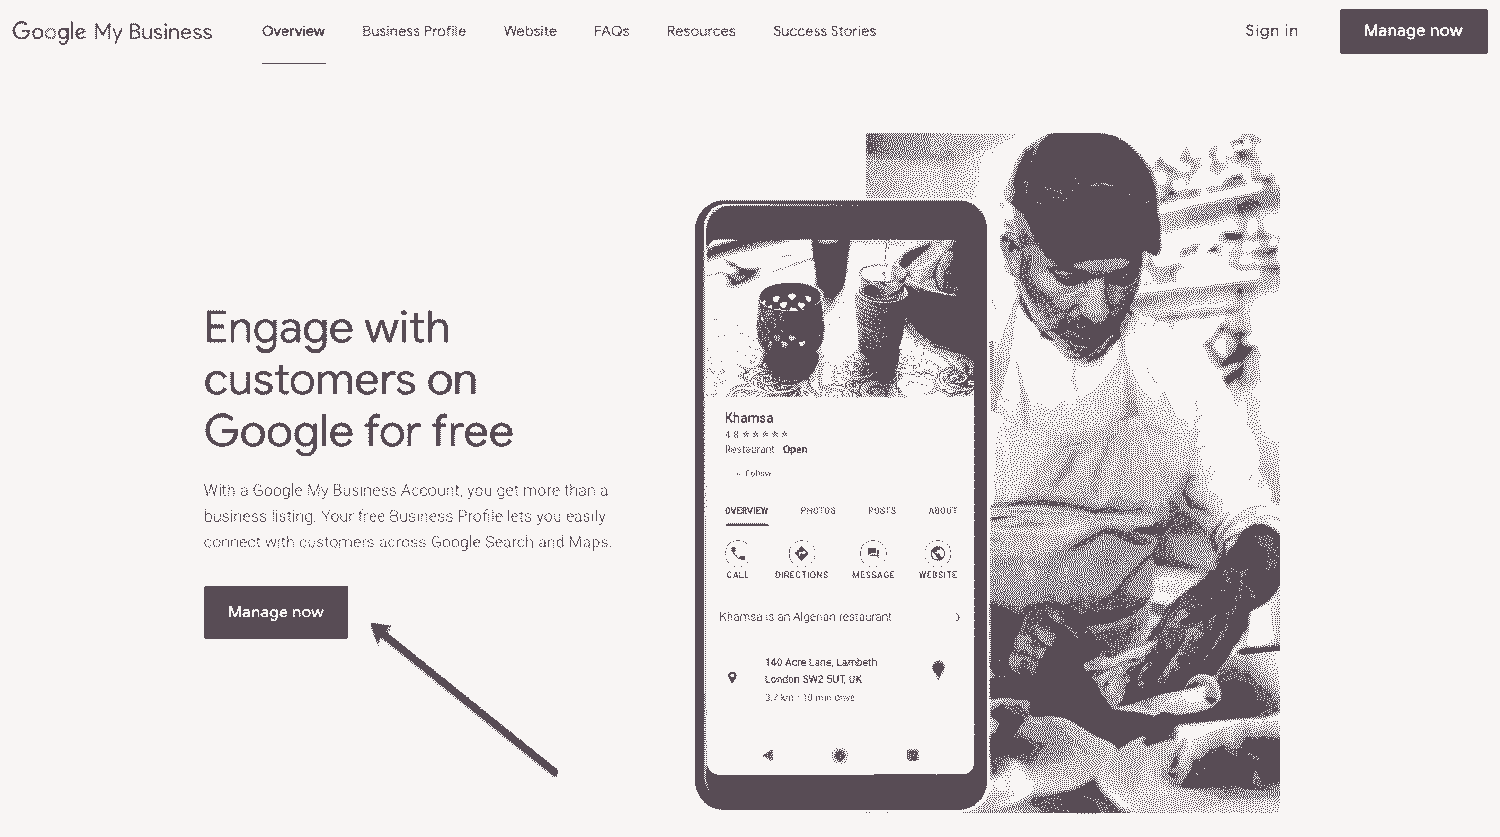 Google My Business
Overview
Business Profile
Website
FAQs
Resources
Success Stories
Sign in
Manage now
Engage with
customers on
Google for free
With a Google My Business Account, you get more than a
business listing. Your free Business Profile lets you easily
connect with customers across Google Search and Maps.
Manage now
Khamsa
4.8 ★★★★★
Restaurant Open
Follow
OVERVIEW
PHOTOS
POSTS
ABOUT
CALL
DIRECTIONS
MESSAGE
WEBSITE
Khamsa is an Algerian restaurant
140 Acre Lane, Lambeth
London SW2 5UT, UK
min drive